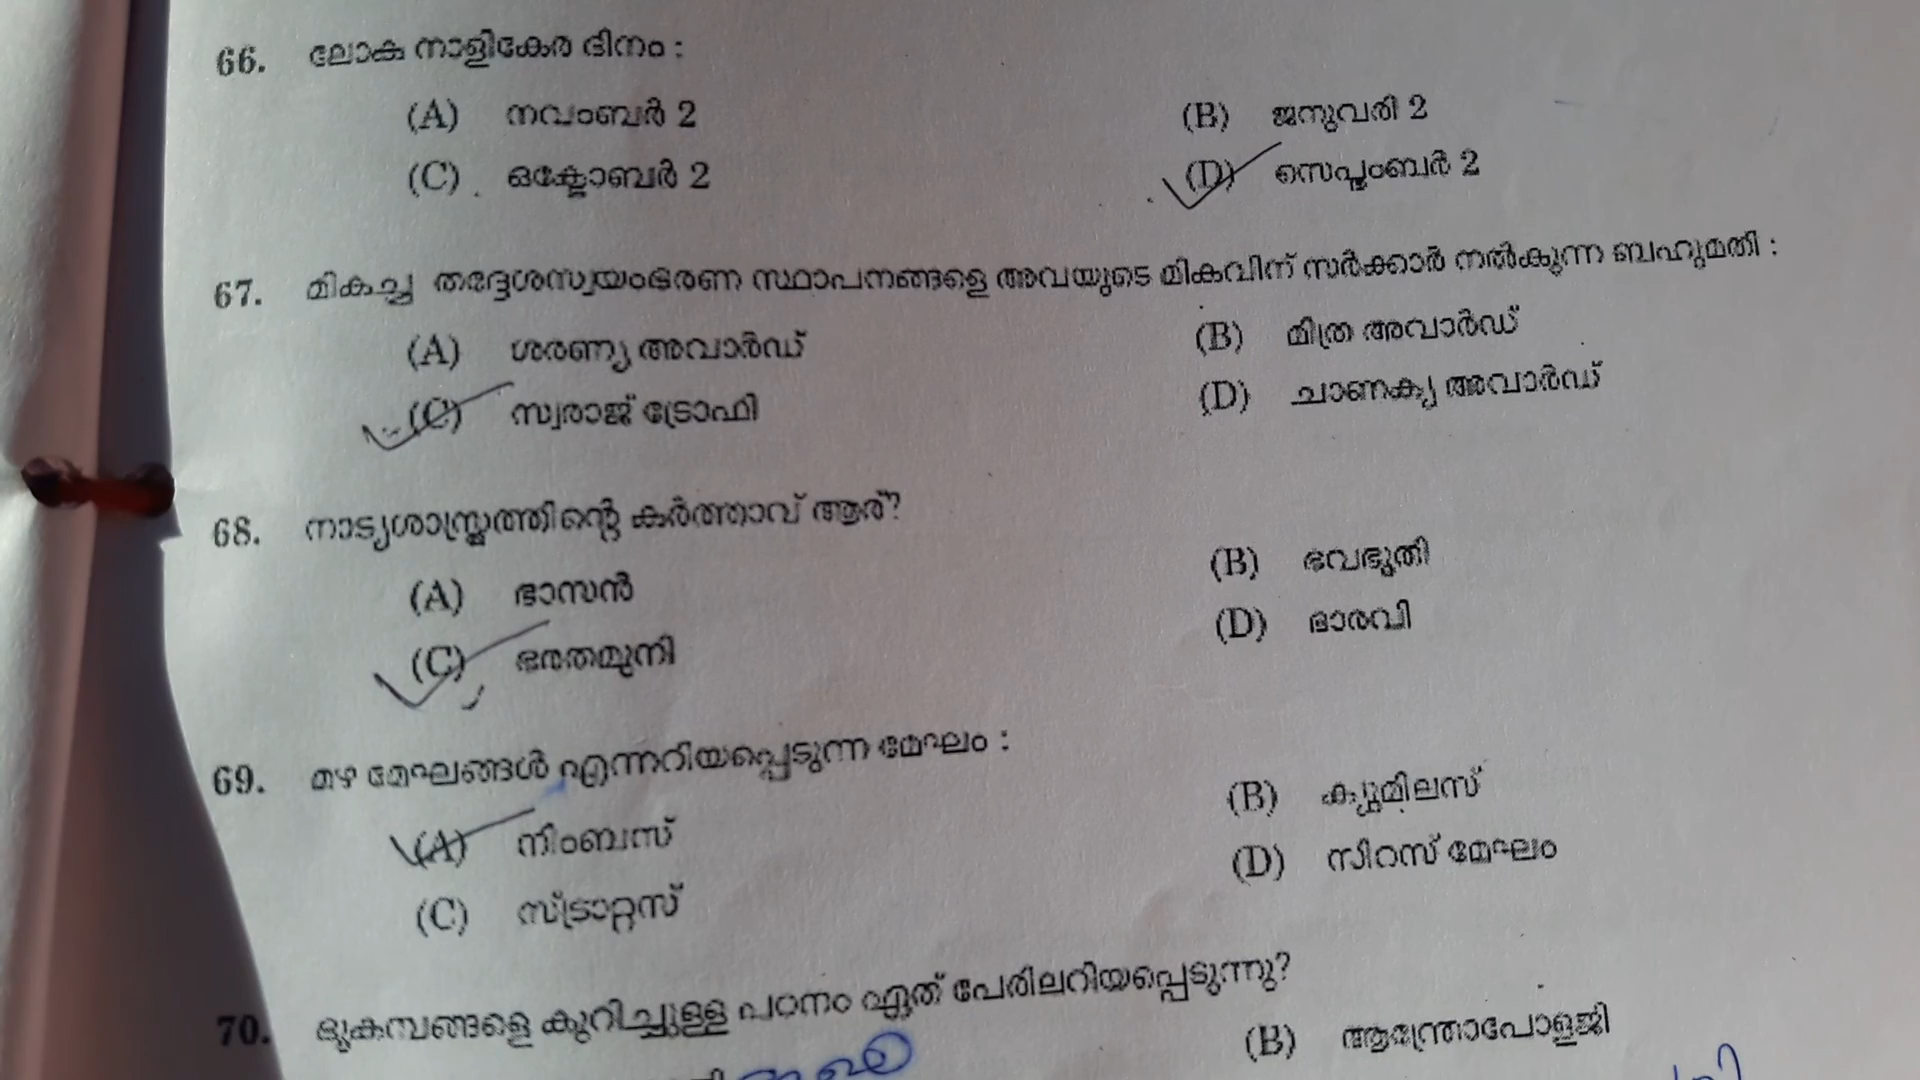 66. ലോക നാളികേര ദിനം :
(A) നവംബർ 2 (B) ജനുവരി 2
(C) ഒക്ടോബർ 2 (D) സെപ്തംബർ 2
67. മികച്ച തദ്ദേശസ്വയംഭരണ സ്ഥാപനങ്ങളെ അവയുടെ മികവിന് സർക്കാർ നൽകുന്ന ബഹുമതി :
(A) ശരണ്യ അവാർഡ് (B) മിത്ര അവാർഡ്
(C) സ്വരാജ് ട്രോഫി (D) ചാണക്യ അവാർഡ്
68. നാട്യശാസ്ത്രത്തിന്റെ കർത്താവ് ആര്?
(A) ഭാസൻ (B) ഭവഭൂതി
(C) ഭരതമുനി (D) ഭാരവി
69. മഴ മേഘങ്ങൾ എന്നറിയപ്പെടുന്ന മേഘം :
(A) നിംബസ് (B) ക്യുമിലസ്
(C) സ്ട്രാറ്റസ് (D) സിറസ് മേഘം
70. ഭൂകമ്പങ്ങളെ കുറിച്ചുള്ള പഠനം ഏത് പേരിലറിയപ്പെടുന്നു?
(B) ആന്ത്രോപോളജി